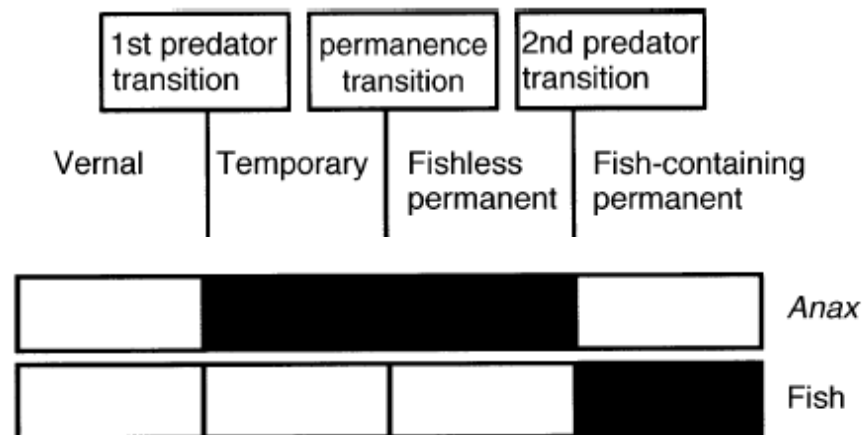 1st predator
transition
permanence
transition
2nd predator
transition
Vernal
Temporary
Fishless
permanent
Fish-containing
permanent
Anax
Fish